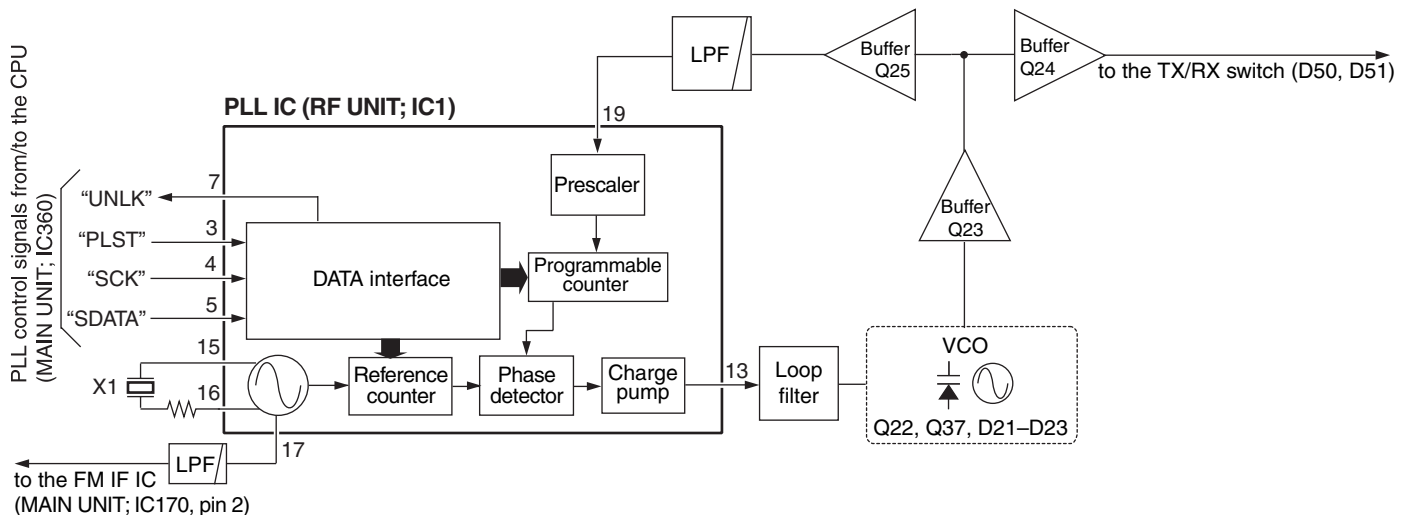 LPF
Buffer
Q25
Buffer
Q24
to the TX/RX switch (D50, D51)
PLL IC (RF UNIT; IC1)
19
PLL control signals from/to the CPU
(MAIN UNIT; IC360)
Prescaler
7
“UNLK”
3
“PLST”
4
“SCK”
5
“SDATA”
DATA interface
Programmable
counter
Buffer
Q23
15
X1
16
Reference
counter
Phase
detector
Charge
pump
13
Loop
filter
VCO
Q22, Q37, D21–D23
17
LPF
to the FM IF IC
(MAIN UNIT; IC170, pin 2)